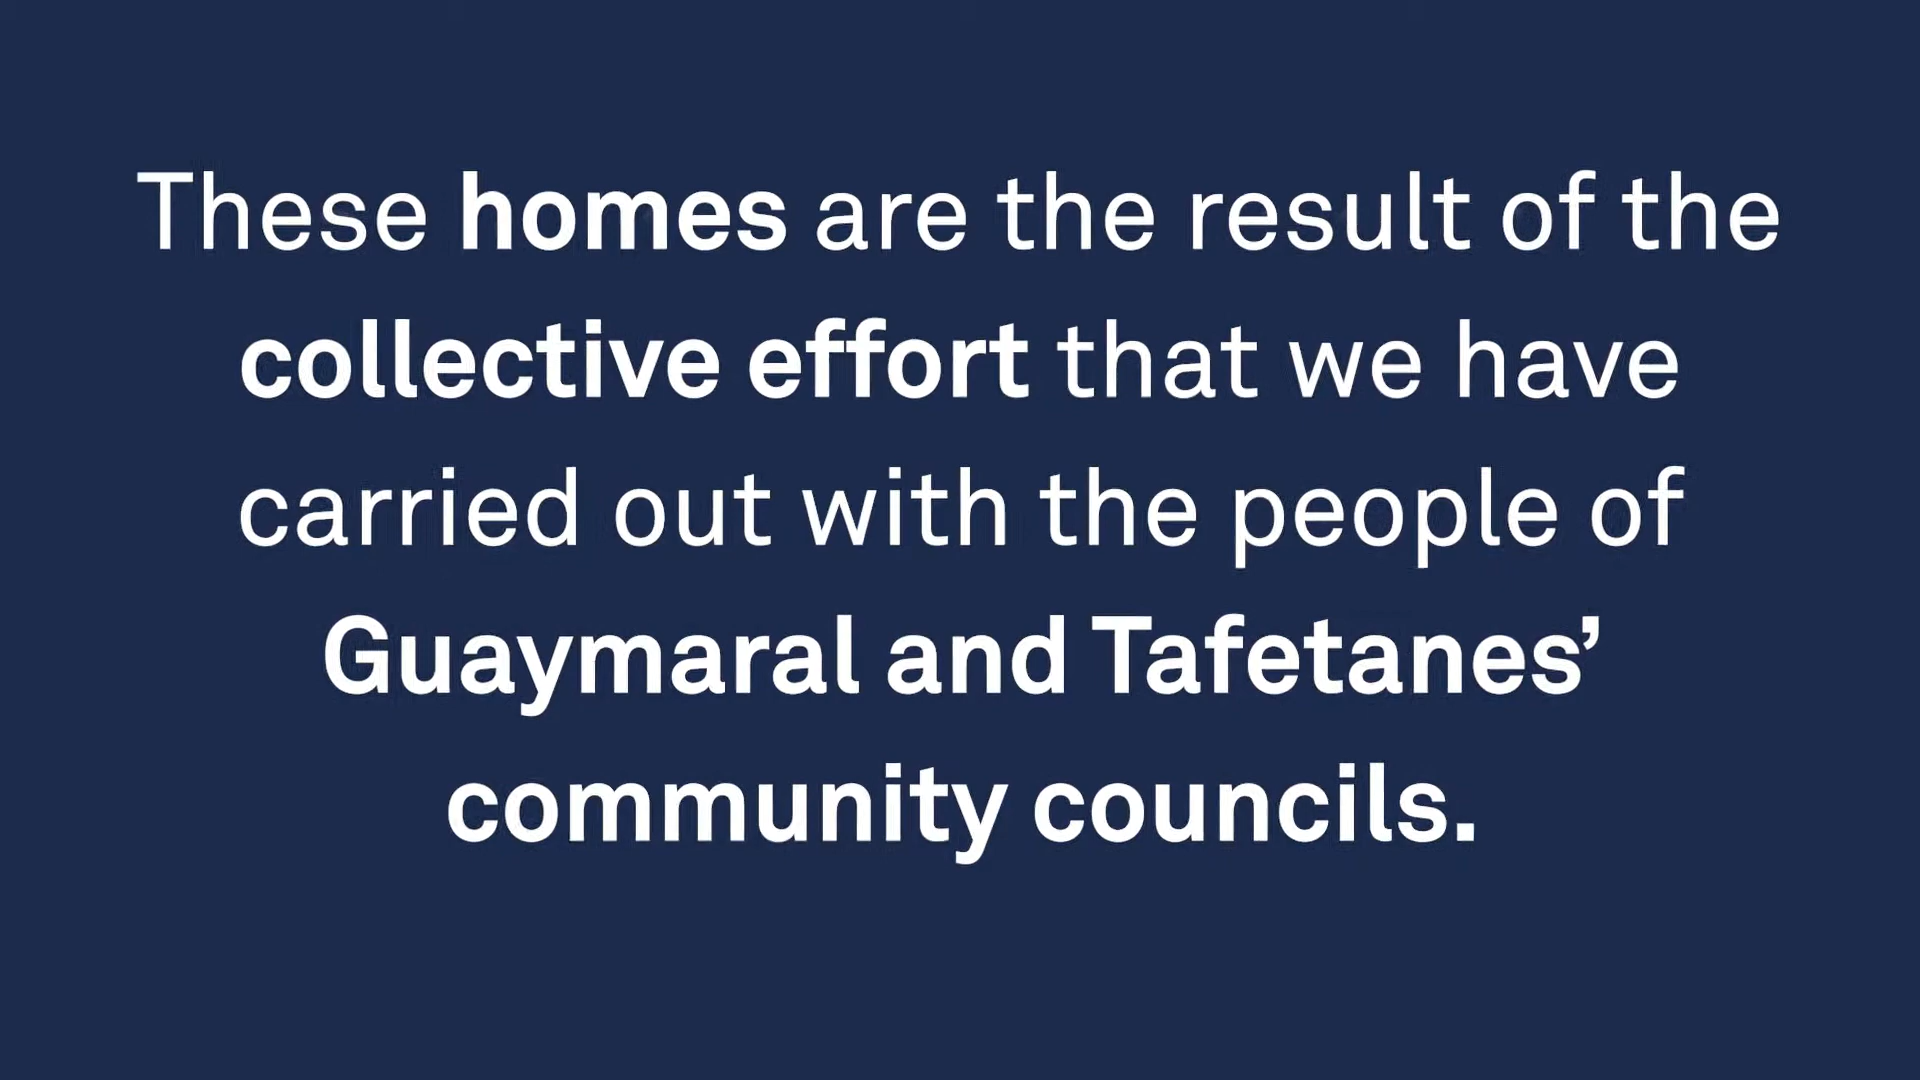 These homes are the result of the
collective effort that we have
carried out with the people of
Guaymaral and Tafetanes’
community councils.